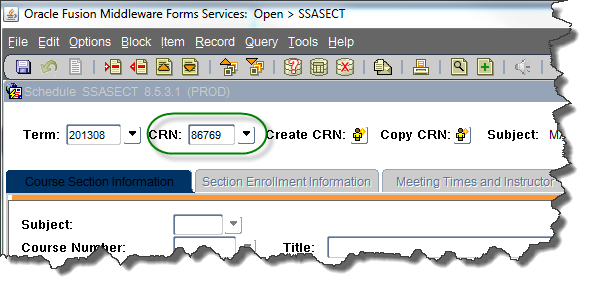 Oracle Fusion Middleware Forms Services: Open > SSASECT
File Edit Options Block Item Record Query Tools Help
Schedule SSASECT 8.5.3.1 (PROD)
Term: 201308 CRN: 86769 Create CRN: Copy CRN: Subject:
Course Section Information Section Enrollment Information Meeting Times and Instructor
Subject:
Course Number: Title: